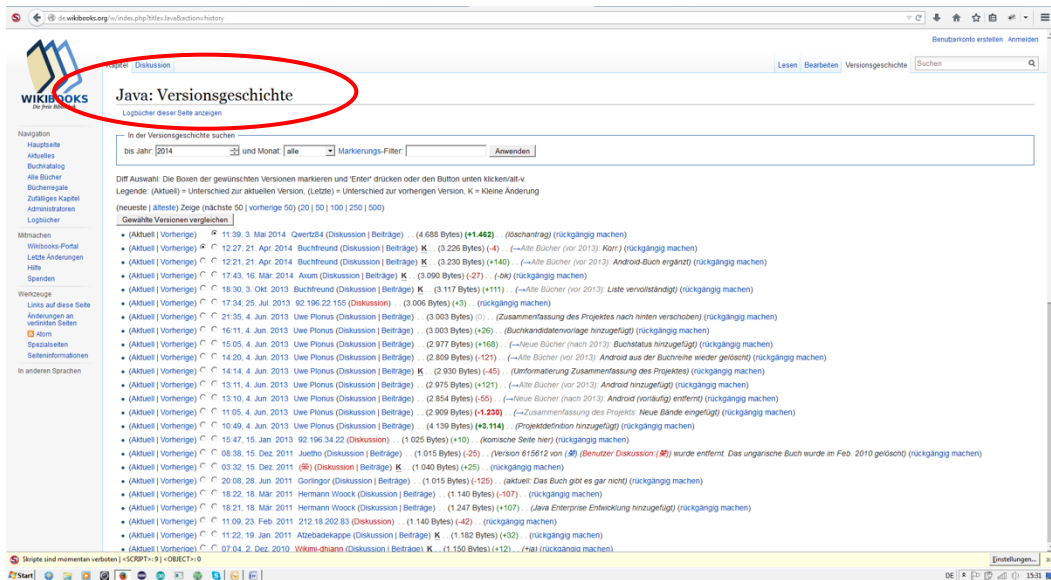 de.wikibooks.org/w/index.php?title=Java&action=history
Benutzerkonto erstellen Anmelden
Kapitel Diskussion
Lesen Bearbeiten Versionsgeschichte Suchen
WIKIBOOKS
Die freie Bibliothek
Java: Versionsgeschichte
Logbücher dieser Seite anzeigen
Navigation
Hauptseite
Aktuelles
Buchkatalog
Alle Bücher
Bücherregale
Zufälliges Kapitel
Administratoren
Logbücher
Mitmachen
Wikibooks-Portal
Letzte Änderungen
Hilfe
Spenden
Werkzeuge
Links auf diese Seite
Änderungen an
verlinkten Seiten
Atom
Spezialseiten
Seiteninformationen
In anderen Sprachen
In der Versionsgeschichte suchen
bis Jahr: 2014 und Monat: alle Markierungs-Filter: Anwenden
Diff Auswahl: Die Boxen der gewünschten Versionen markieren und 'Enter' drücken oder den Button unten klicken/alt-v.
Legende: (Aktuell) = Unterschied zur aktuellen Version, (Letzte) = Unterschied zur vorherigen Version, K = Kleine Änderung
(neueste | älteste) Zeige (nächste 50 | vorherige 50) (20 | 50 | 100 | 250 | 500)
Gewählte Versionen vergleichen
• (Aktuell | Vorherige) 11:39, 3. Mai 2014 Qwertz84 (Diskussion | Beiträge) . . (4.688 Bytes) (+1.462) . . (löschantrag) (rückgängig machen)
• (Aktuell | Vorherige) 12:27, 21. Apr. 2014 Buchfreund (Diskussion | Beiträge) K . . (3.226 Bytes) (-4) . . (→Alte Bücher (vor 2013): Korr.) (rückgängig machen)
• (Aktuell | Vorherige) 12:21, 21. Apr. 2014 Buchfreund (Diskussion | Beiträge) K . . (3.230 Bytes) (+140) . . (→Alte Bücher (vor 2013): Android-Buch ergänzt) (rückgängig machen)
• (Aktuell | Vorherige) 17:43, 16. Mär. 2014 Axum (Diskussion | Beiträge) K . . (3.090 Bytes) (-27) . . (-bk) (rückgängig machen)
• (Aktuell | Vorherige) 18:30, 3. Okt. 2013 Buchfreund (Diskussion | Beiträge) K . . (3.117 Bytes) (+111) . . (→Alte Bücher (vor 2013): Liste vervollständigt) (rückgängig machen)
• (Aktuell | Vorherige) 17:34, 25. Jul. 2013 92.196.22.155 (Diskussion) . . (3.006 Bytes) (+3) . . (rückgängig machen)
• (Aktuell | Vorherige) 21:35, 4. Jun. 2013 Uwe Plonus (Diskussion | Beiträge) . . (3.003 Bytes) (0) . . (Zusammenfassung des Projektes nach hinten verschoben) (rückgängig machen)
• (Aktuell | Vorherige) 16:11, 4. Jun. 2013 Uwe Plonus (Diskussion | Beiträge) . . (3.003 Bytes) (+26) . . (Buchkandidatenvorlage hinzugefügt) (rückgängig machen)
• (Aktuell | Vorherige) 15:05, 4. Jun. 2013 Uwe Plonus (Diskussion | Beiträge) . . (2.977 Bytes) (+168) . . (→Neue Bücher (nach 2013): Buchstatus hinzugefügt) (rückgängig machen)
• (Aktuell | Vorherige) 14:20, 4. Jun. 2013 Uwe Plonus (Diskussion | Beiträge) . . (2.809 Bytes) (-121) . . (→Alte Bücher (vor 2013): Android aus der Buchreihe wieder gelöscht) (rückgängig machen)
• (Aktuell | Vorherige) 14:14, 4. Jun. 2013 Uwe Plonus (Diskussion | Beiträge) K . . (2.930 Bytes) (-45) . . (Umformatierung Zusammenfassung des Projektes) (rückgängig machen)
• (Aktuell | Vorherige) 13:11, 4. Jun. 2013 Uwe Plonus (Diskussion | Beiträge) . . (2.975 Bytes) (+121) . . (→Alte Bücher (vor 2013): Android hinzugefügt) (rückgängig machen)
• (Aktuell | Vorherige) 13:10, 4. Jun. 2013 Uwe Plonus (Diskussion | Beiträge) . . (2.854 Bytes) (-55) . . (→Neue Bücher (nach 2013): Android (vorläufig) entfernt) (rückgängig machen)
• (Aktuell | Vorherige) 11:05, 4. Jun. 2013 Uwe Plonus (Diskussion | Beiträge) . . (2.909 Bytes) (-1.230) . . (→Zusammenfassung des Projekts: Neue Bände eingefügt) (rückgängig machen)
• (Aktuell | Vorherige) 10:49, 4. Jun. 2013 Uwe Plonus (Diskussion | Beiträge) . . (4.139 Bytes) (+3.114) . . (Projektdefinition hinzugefügt) (rückgängig machen)
• (Aktuell | Vorherige) 15:47, 15. Jan. 2013 92.196.34.22 (Diskussion) . . (1.025 Bytes) (+10) . . (komische Seite hier) (rückgängig machen)
• (Aktuell | Vorherige) 08:38, 15. Dez. 2011 Juetho (Diskussion | Beiträge) . . (1.015 Bytes) (-25) . . (Version 615612 von (榮) (Benutzer Diskussion:(榮)) wurde entfernt. Das ungarische Buch wurde im Feb. 2010 gelöscht) (rückgängig machen)
• (Aktuell | Vorherige) 03:32, 15. Dez. 2011 (榮) (Diskussion | Beiträge) K . . (1.040 Bytes) (+25) . . (rückgängig machen)
• (Aktuell | Vorherige) 20:08, 28. Jun. 2011 Gorlingor (Diskussion | Beiträge) . . (1.015 Bytes) (-125) . . (aktuell: Das Buch gibt es gar nicht) (rückgängig machen)
• (Aktuell | Vorherige) 18:22, 18. Mär. 2011 Hermann Woock (Diskussion | Beiträge) . . (1.140 Bytes) (-107) . . (rückgängig machen)
• (Aktuell | Vorherige) 18:21, 18. Mär. 2011 Hermann Woock (Diskussion | Beiträge) . . (1.247 Bytes) (+107) . . (Java Enterprise Entwicklung hinzugefügt) (rückgängig machen)
• (Aktuell | Vorherige) 11:09, 23. Feb. 2011 212.18.202.83 (Diskussion) . . (1.140 Bytes) (-42) . . (rückgängig machen)
• (Aktuell | Vorherige) 11:22, 19. Jan. 2011 Atzebadekappe (Diskussion | Beiträge) K . . (1.182 Bytes) (+32) . . (rückgängig machen)
• (Aktuell | Vorherige) 07:04, 2. Dez. 2010 Wikimi-dhiann (Diskussion | Beiträge) K . . (1.150 Bytes) (+12) . . (+ja) (rückgängig machen)
Skripte sind momentan verboten | <SCRIPT>: 9 | <OBJECT>: 0 Einstellungen...
Start DE 15:31